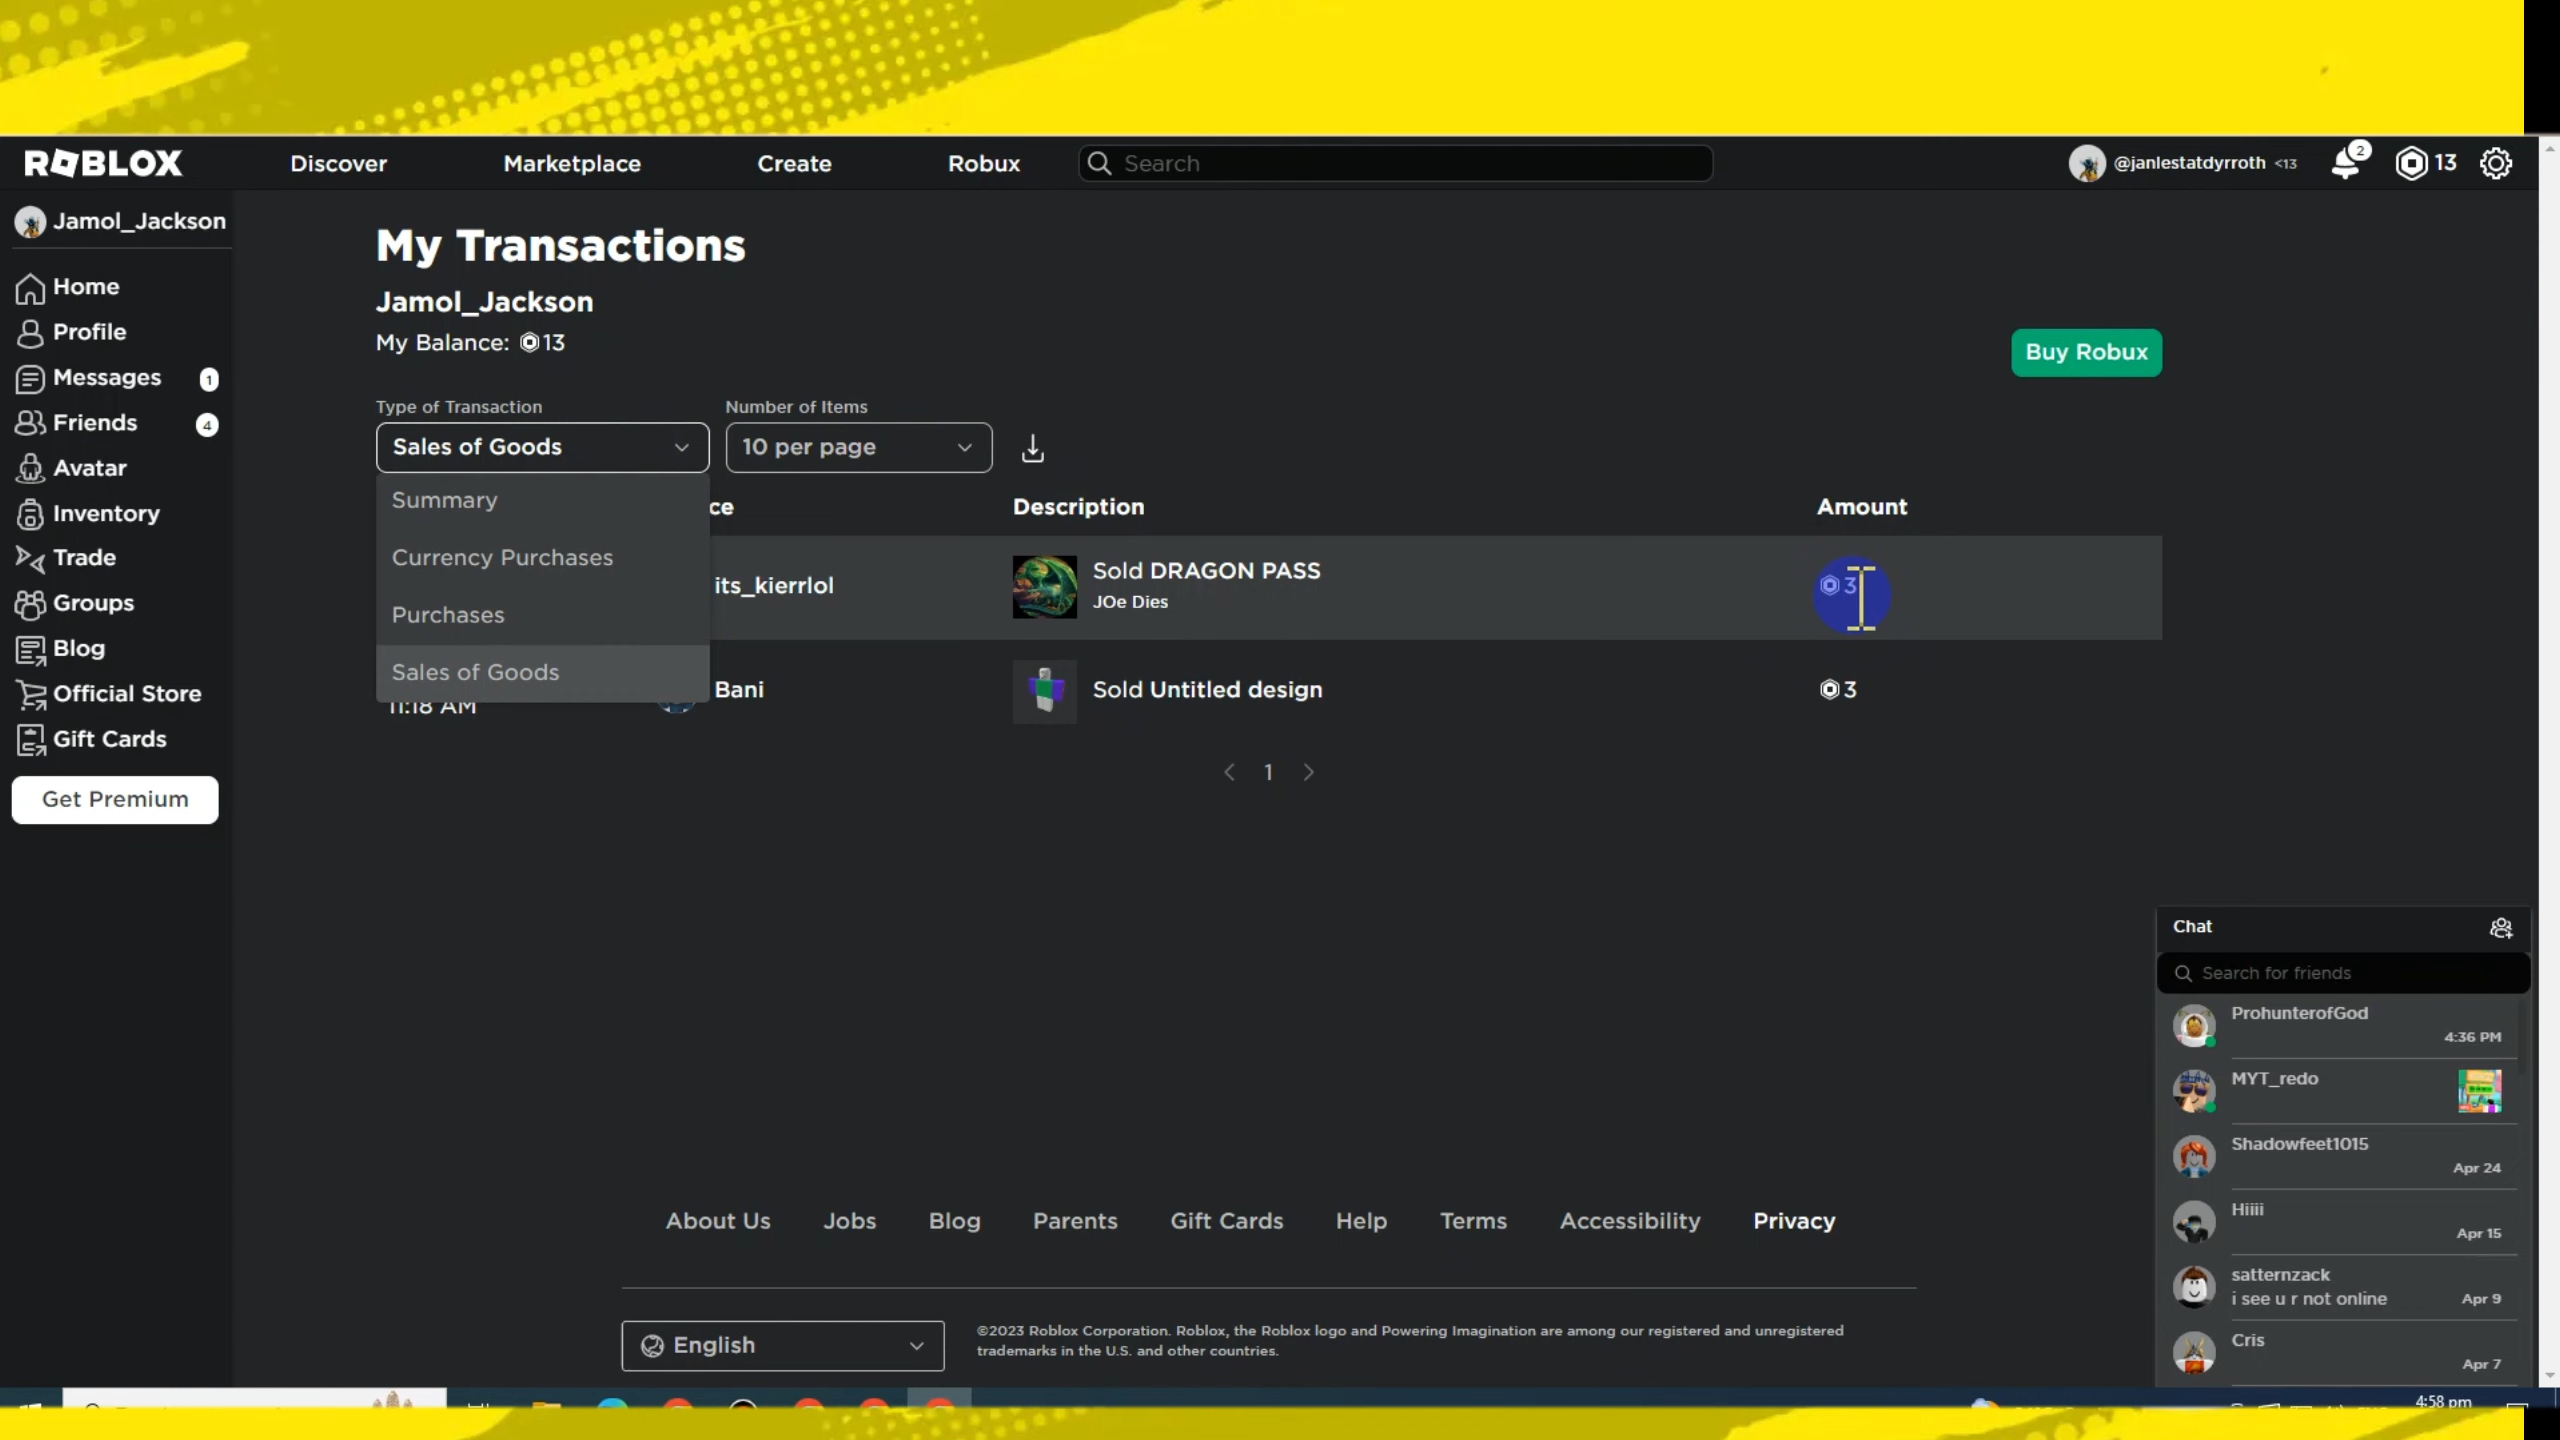 ROBLOX
Discover
Marketplace
Create
Robux
Search
@janlestatdyrroth <13
2
13
Jamol_Jackson
Home
Profile
Messages
1
Friends
4
Avatar
Inventory
Trade
Groups
Blog
Official Store
Gift Cards
Get Premium
My Transactions
Jamol_Jackson
My Balance: 13
Buy Robux
Type of Transaction
Number of Items
Sales of Goods
10 per page
Summary
Currency Purchases
Purchases
Sales of Goods
ce
Description
Amount
its_kierrlol
Sold DRAGON PASS
JOe Dies
3
11:18 AM
Bani
Sold Untitled design
3
1
Chat
Search for friends
ProhunterofGod
4:36 PM
MYT_redo
Shadowfeet1015
Apr 24
Hiiii
Apr 15
satternzack
i see u r not online
Apr 9
Cris
Apr 7
About Us
Jobs
Blog
Parents
Gift Cards
Help
Terms
Accessibility
Privacy
English
©2023 Roblox Corporation. Roblox, the Roblox logo and Powering Imagination are among our registered and unregistered
trademarks in the U.S. and other countries.
4:58 pm